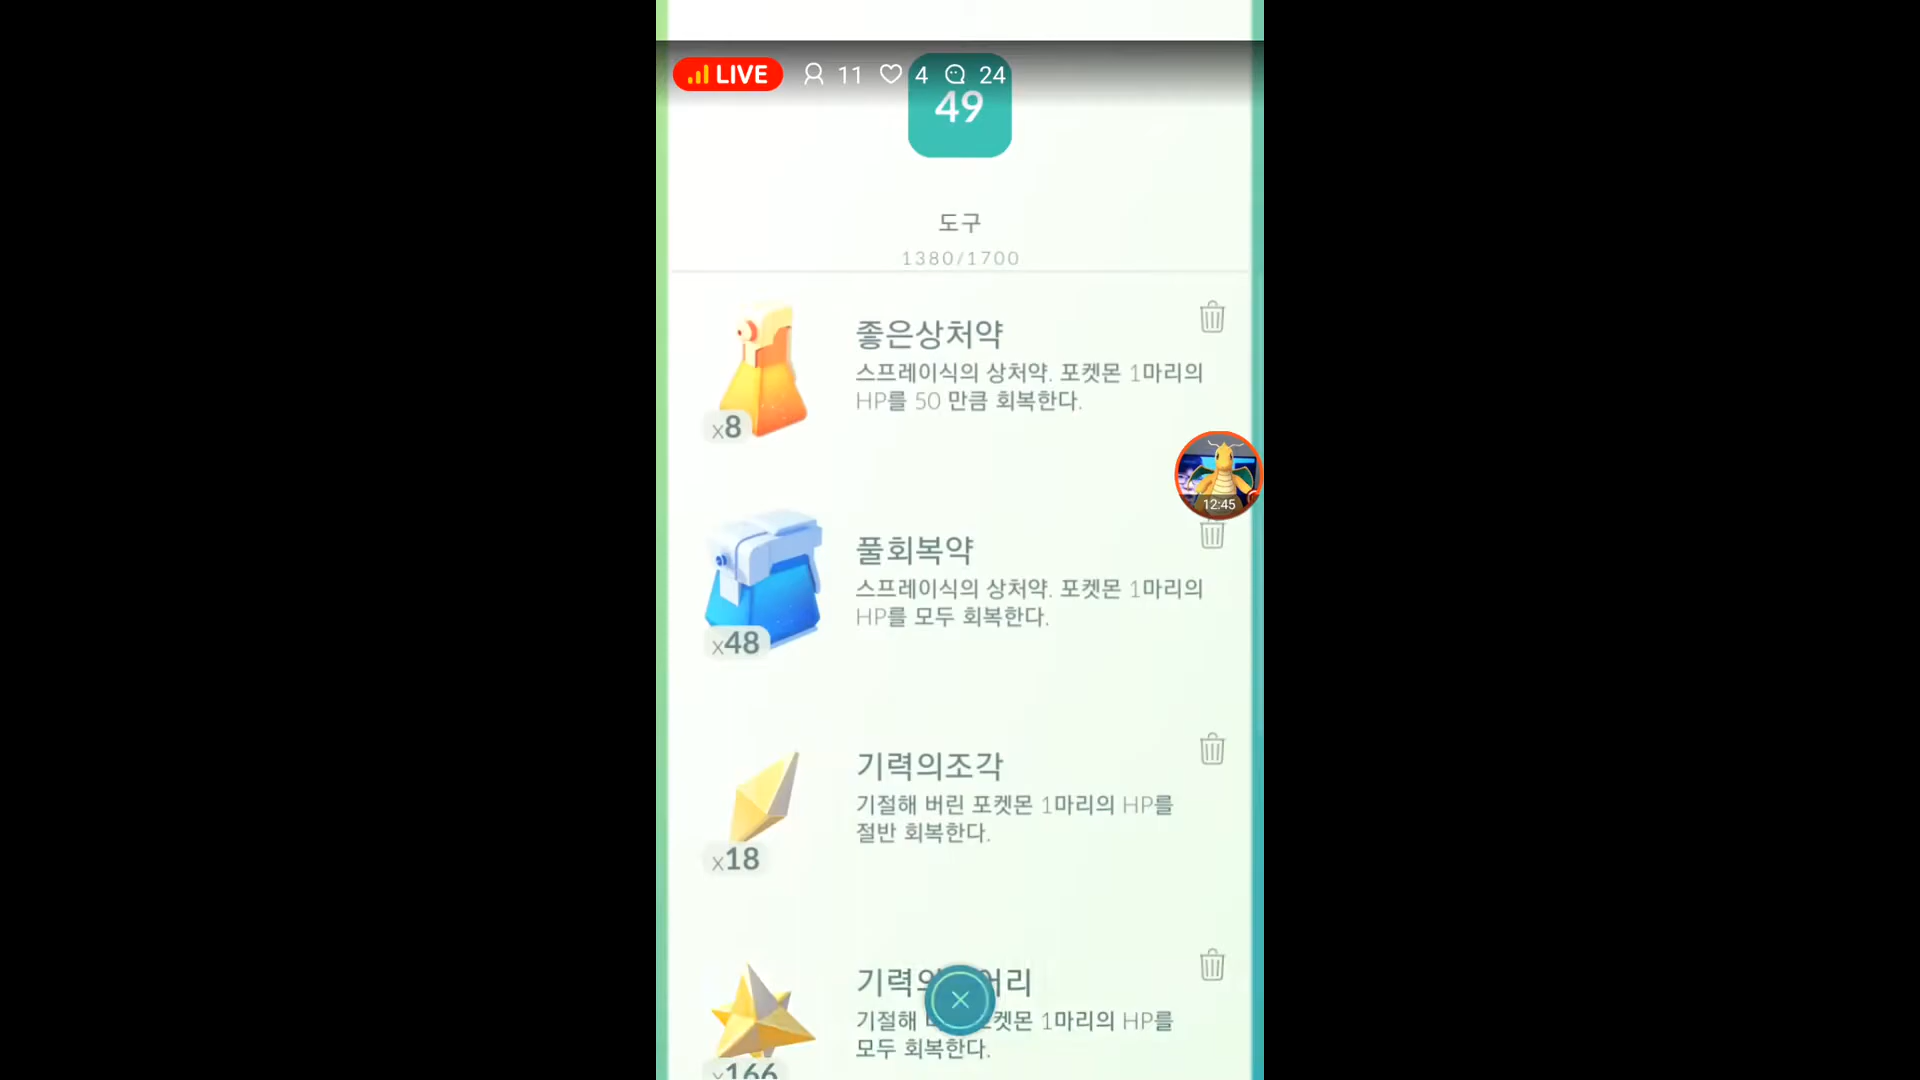 LIVE 11 4 24
49
도구
1380/1700
좋은상처약
스프레이식의 상처약. 포켓몬 1마리의
HP를 50 만큼 회복한다.
x8
12:45
풀회복약
스프레이식의 상처약. 포켓몬 1마리의
HP를 모두 회복한다.
x48
기력의조각
기절해 버린 포켓몬 1마리의 HP를
절반 회복한다.
x18
기절해 1마리의 HP를
모두 회복한다.
x166